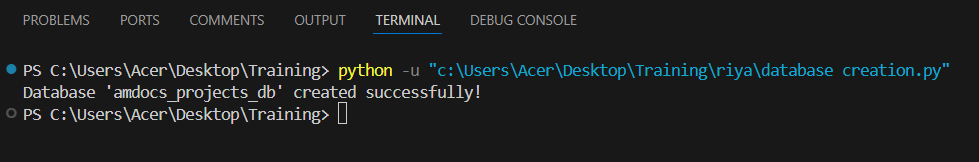 PROBLEMS PORTS COMMENTS OUTPUT TERMINAL DEBUG CONSOLE
PS C:\Users\Acer\Desktop\Training> python -u "c:\Users\Acer\Desktop\Training\riya\database creation.py"
Database 'amdocs_projects_db' created successfully!
PS C:\Users\Acer\Desktop\Training>